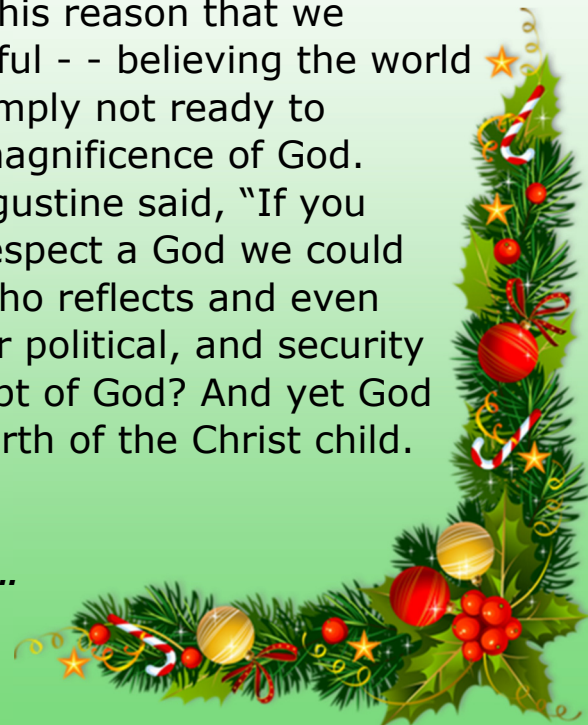 his reason that we
ful - - believing the world
mply not ready to
nagnificence of God.
gustine said, “If you
espect a God we could
ho reflects and even
r political, and security
pt of God? And yet God
rth of the Christ child.
..